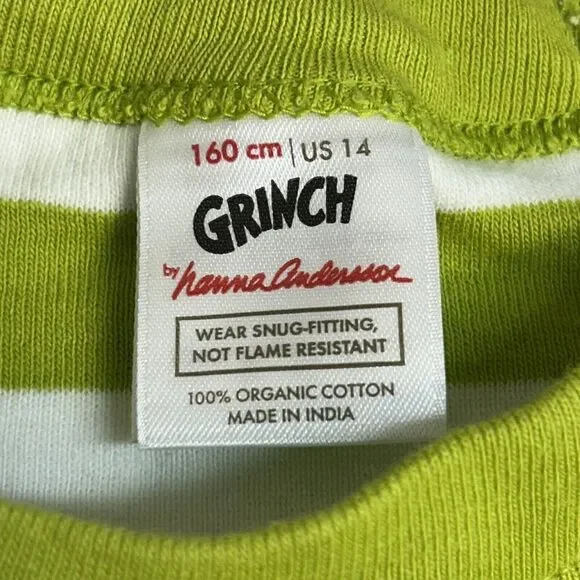 160 cm | US 14
GRINCH
by hanna andersson
WEAR SNUG-FITTING,
NOT FLAME RESISTANT
100% ORGANIC COTTON
MADE IN INDIA